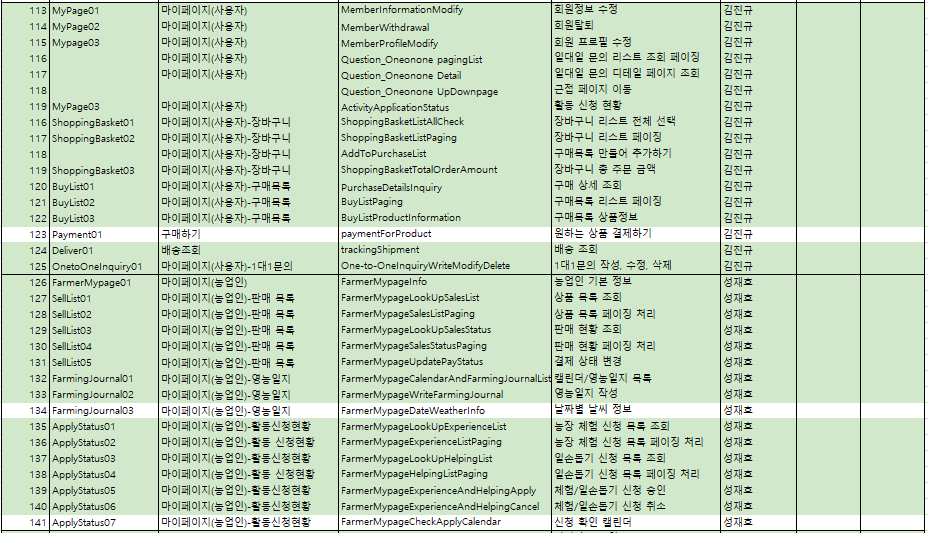 113 MyPage01 마이페이지(사용자) MemberInformationModify 회원정보 수정 김진규
114 MyPage02 마이페이지(사용자) MemberWithdrawal 회원탈퇴 김진규
115 Mypage03 마이페이지(사용자) MemberProfileModify 회원 프로필 수정 김진규
116 마이페이지(사용자) Question_Oneonone pagingList 일대일 문의 리스트 조회 페이징 김진규
117 마이페이지(사용자) Question_Oneonone Detail 일대일 문의 디테일 페이지 조회 김진규
118 Question_Oneonone UpDownpage 근접 페이지 이동 김진규
119 MyPage03 마이페이지(사용자) ActivityApplicationStatus 활동 신청 현황 김진규
116 ShoppingBasket01 마이페이지(사용자)-장바구니 ShoppingBasketListAllCheck 장바구니 리스트 전체 선택 김진규
117 ShoppingBasket02 마이페이지(사용자)-장바구니 ShoppingBasketListPaging 장바구니 리스트 페이징 김진규
118 마이페이지(사용자)-장바구니 AddToPurchaseList 구매목록 만들어 추가하기 김진규
119 ShoppingBasket03 마이페이지(사용자)-장바구니 ShoppingBasketTotalOrderAmount 장바구니 총 주문 금액 김진규
120 BuyList01 마이페이지(사용자)-구매목록 PurchaseDetailsInquiry 구매 상세 조회 김진규
121 BuyList02 마이페이지(사용자)-구매목록 BuyListPaging 구매목록 리스트 페이징 김진규
122 BuyList03 마이페이지(사용자)-구매목록 BuyListProductInformation 구매목록 상품정보 김진규
123 Payment01 구매하기 paymentForProduct 원하는 상품 결제하기 김진규
124 Deliver01 배송조회 trackingShipment 배송 조회 김진규
125 OnetoOneInquiry01 마이페이지(사용자)-1대1문의 One-to-OneInquiryWriteModifyDelete 1대1문의 작성, 수정, 삭제 김진규
126 FarmerMypage01 마이페이지(농업인) FarmerMypageInfo 농업인 기본 정보 성재호
127 SellList01 마이페이지(농업인)-판매 목록 FarmerMypageLookUpSalesList 상품 목록 조회 성재호
128 SellList02 마이페이지(농업인)-판매 목록 FarmerMypageSalesListPaging 상품 목록 페이징 처리 성재호
129 SellList03 마이페이지(농업인)-판매 목록 FarmerMypageLookUpSalesStatus 판매 현황 조회 성재호
130 SellList04 마이페이지(농업인)-판매 목록 FarmerMypageSalesStatusPaging 판매 현황 페이징 처리 성재호
131 SellList05 마이페이지(농업인)-판매 목록 FarmerMypageUpdatePayStatus 결제 상태 변경 성재호
132 FarmingJournal01 마이페이지(농업인)-영농일지 FarmerMypageCalendarAndFarmingJournalList 캘린더/영농일지 목록 성재호
133 FarmingJournal02 마이페이지(농업인)-영농일지 FarmerMypageWriteFarmingJournal 영농일지 작성 성재호
134 FarmingJournal03 마이페이지(농업인)-영농일지 FarmerMypageDateWeatherInfo 날짜별 날씨 정보 성재호
135 ApplyStatus01 마이페이지(농업인)-활동신청현황 FarmerMypageLookUpExperienceList 농장 체험 신청 목록 조회 성재호
136 ApplyStatus02 마이페이지(농업인)-활동 신청현황 FarmerMypageExperienceListPaging 농장 체험 신청 목록 페이징 처리 성재호
137 ApplyStatus03 마이페이지(농업인)-활동신청현황 FarmerMypageLookUpHelpingList 일손돕기 신청 목록 조회 성재호
138 ApplyStatus04 마이페이지(농업인)-활동 신청현황 FarmerMypageHelpingListPaging 일손돕기 신청 목록 페이징 처리 성재호
139 ApplyStatus05 마이페이지(농업인)-활동신청현황 FarmerMypageExperienceAndHelpingApply 체험/일손돕기 신청 승인 성재호
140 ApplyStatus06 마이페이지(농업인)-활동신청현황 FarmerMypageExperienceAndHelpingCancel 체험/일손돕기 신청 취소 성재호
141 ApplyStatus07 마이페이지(농업인)-활동신청현황 FarmerMypageCheckApplyCalendar 신청 확인 캘린더 성재호